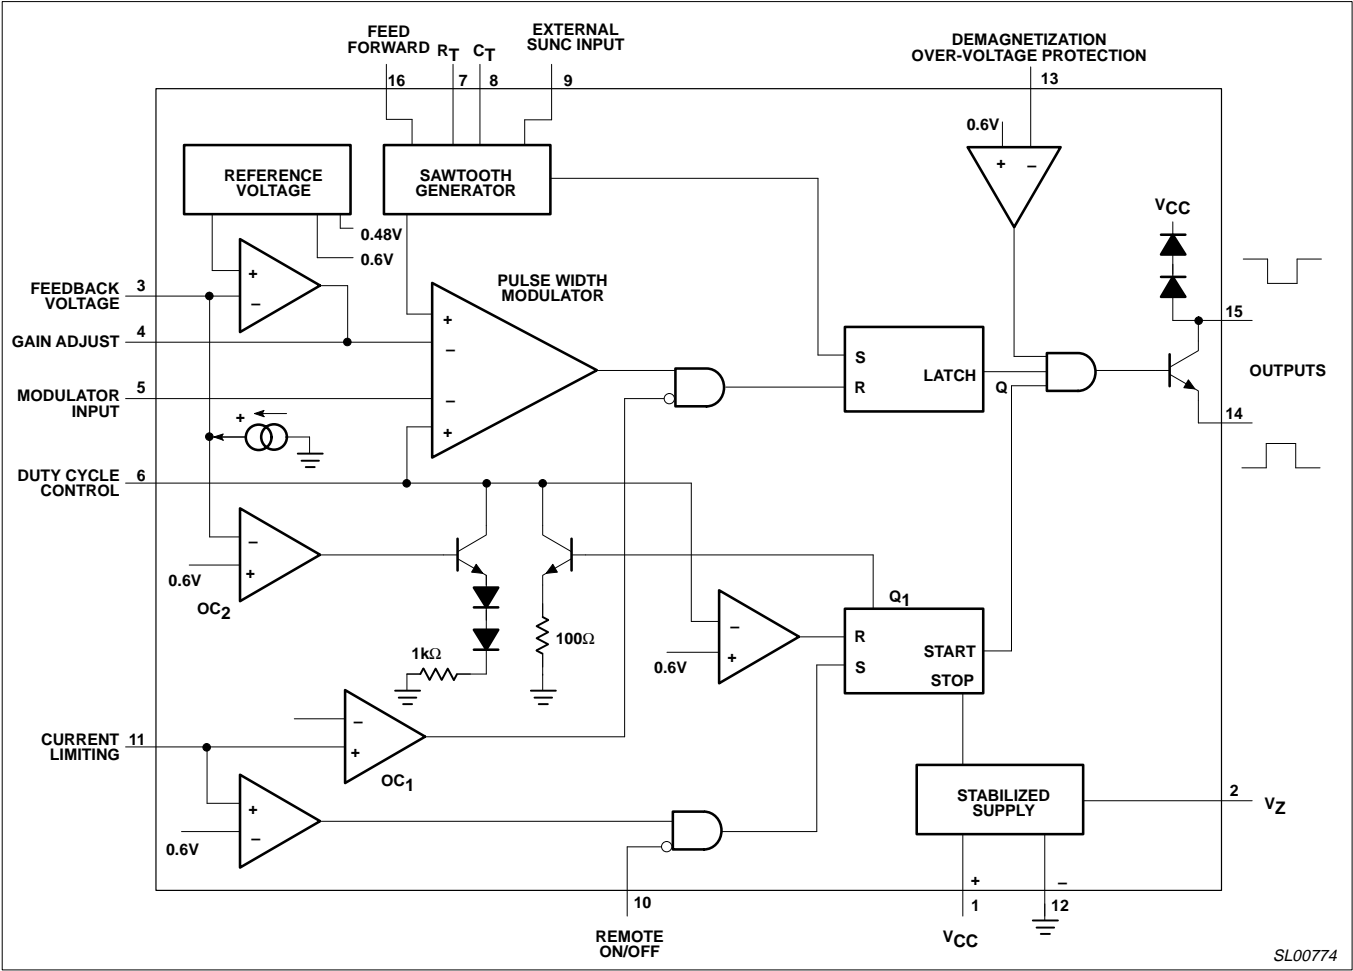 FEED
FORWARD
RT
CT
EXTERNAL
SUNC INPUT
DEMAGNETIZATION
OVER-VOLTAGE PROTECTION
16
7
8
9
13
0.6V
+ −
REFERENCE
VOLTAGE
SAWTOOTH
GENERATOR
VCC
0.48V
0.6V
+
−
PULSE WIDTH
MODULATOR
FEEDBACK
VOLTAGE
3
GAIN ADJUST
4
+
−
−
+
MODULATOR
INPUT
5
S
R
LATCH
Q
15
OUTPUTS
14
+
DUTY CYCLE
CONTROL
6
−
+
0.6V
OC2
1kΩ
100Ω
Q1
−
+
0.6V
R
S
START
STOP
CURRENT
LIMITING
11
−
+
OC1
+
−
0.6V
STABILIZED
SUPPLY
2
VZ
10
REMOTE
ON/OFF
+
−
1
12
VCC
SL00774